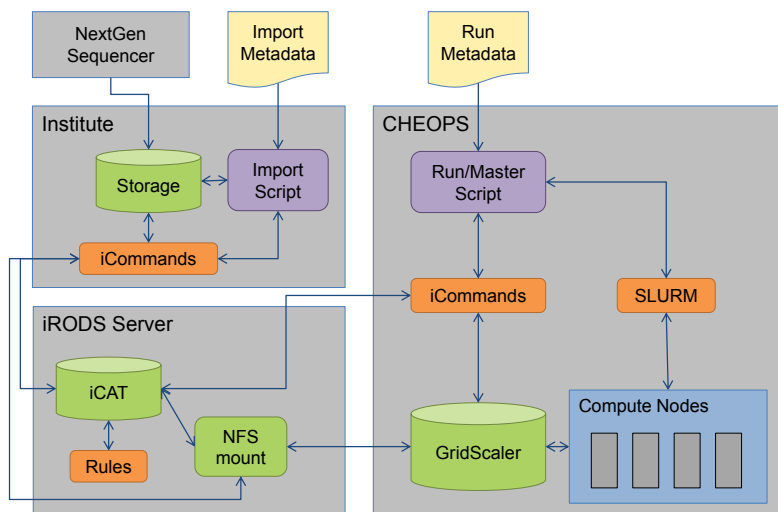 NextGen
Sequencer
Import
Metadata
Run
Metadata
Institute
Storage
Import
Script
iCommands
CHEOPS
Run/Master
Script
iCommands
SLURM
iRODS Server
iCAT
Rules
NFS
mount
GridScaler
Compute Nodes